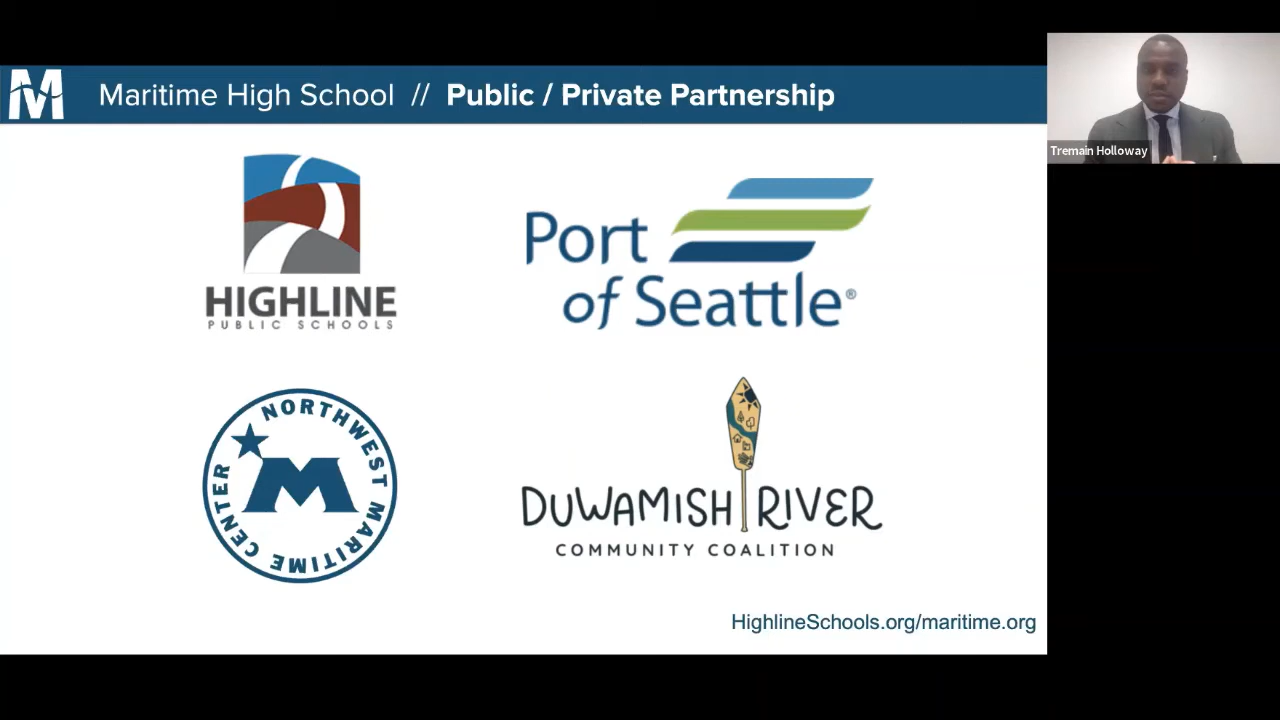 M
Maritime High School // Public / Private Partnership
Tremain Holloway
HIGHLINE
PUBLIC SCHOOLS
Port
of Seattle®
NORTHWEST MARITIME CENTER
M
DUWAMISH RIVER
COMMUNITY COALITION
HighlineSchools.org/maritime.org